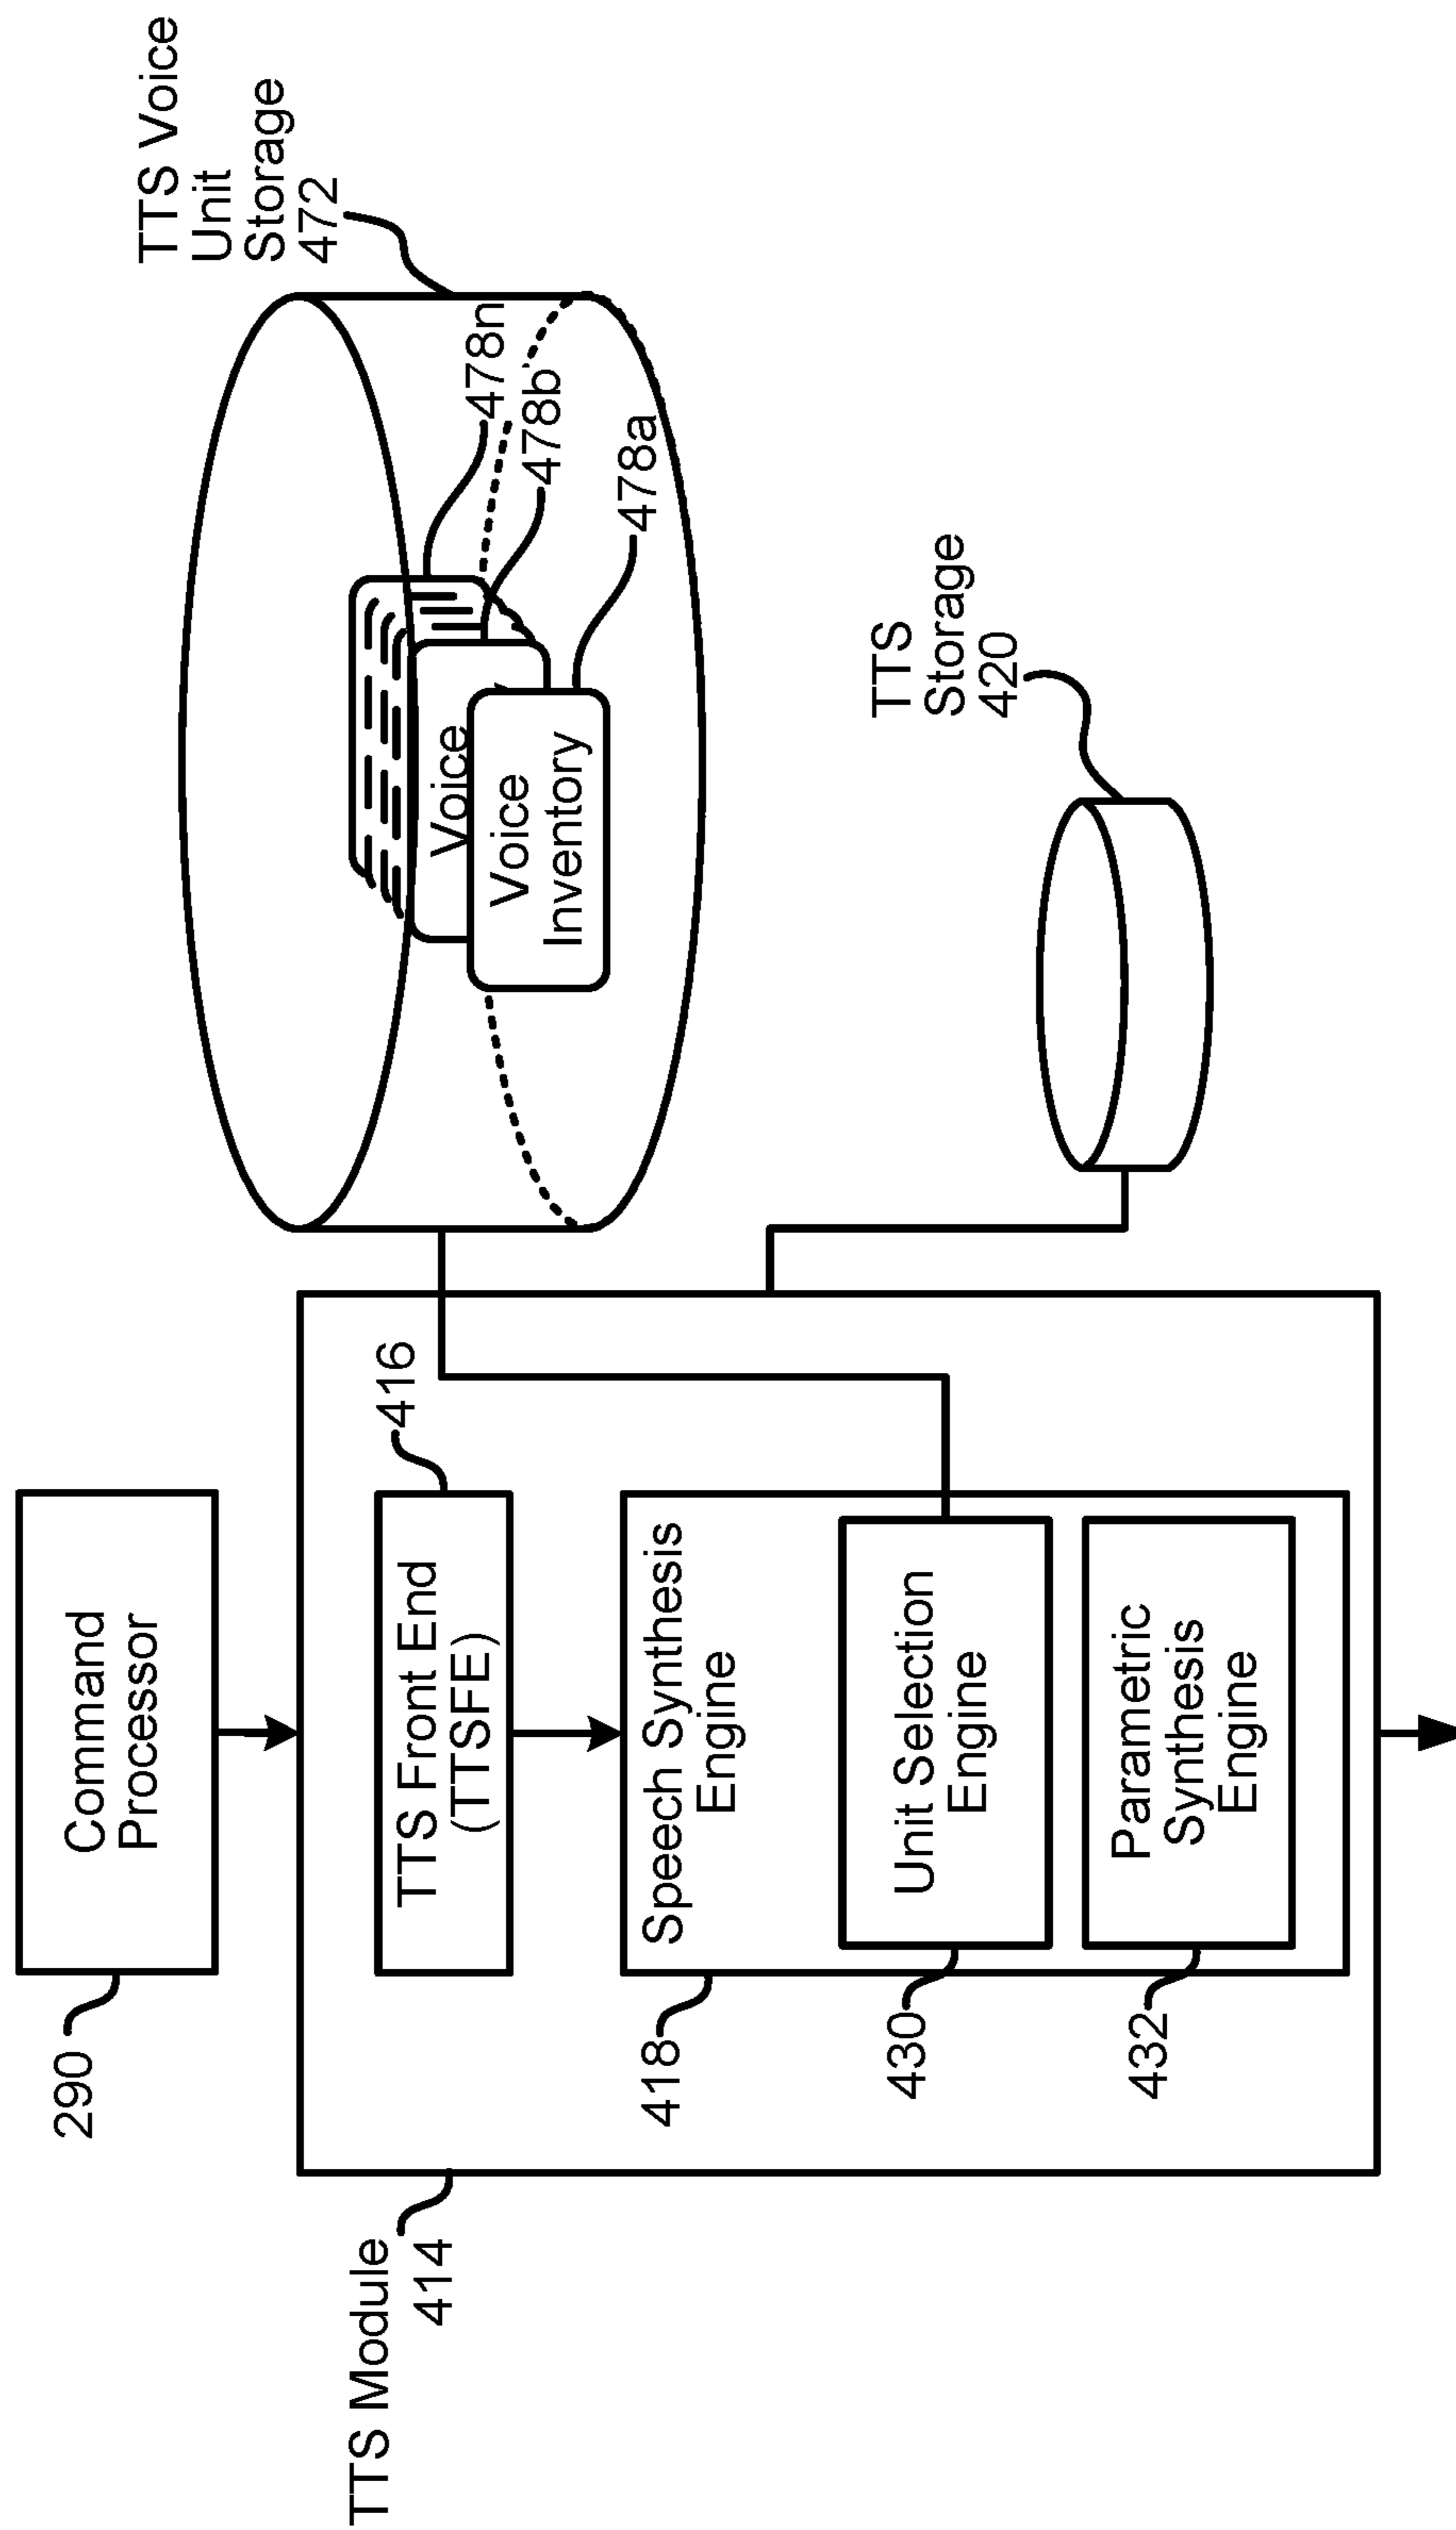 290
Command
Processor
TTS Module
414
TTS Front End
(TTSFE)
416
418
Speech Synthesis
Engine
430
Unit Selection
Engine
432
Parametric
Synthesis
Engine
TTS Voice
Unit
Storage
472
478n
478b
478a
Voice
Voice
Inventory
TTS
Storage
420